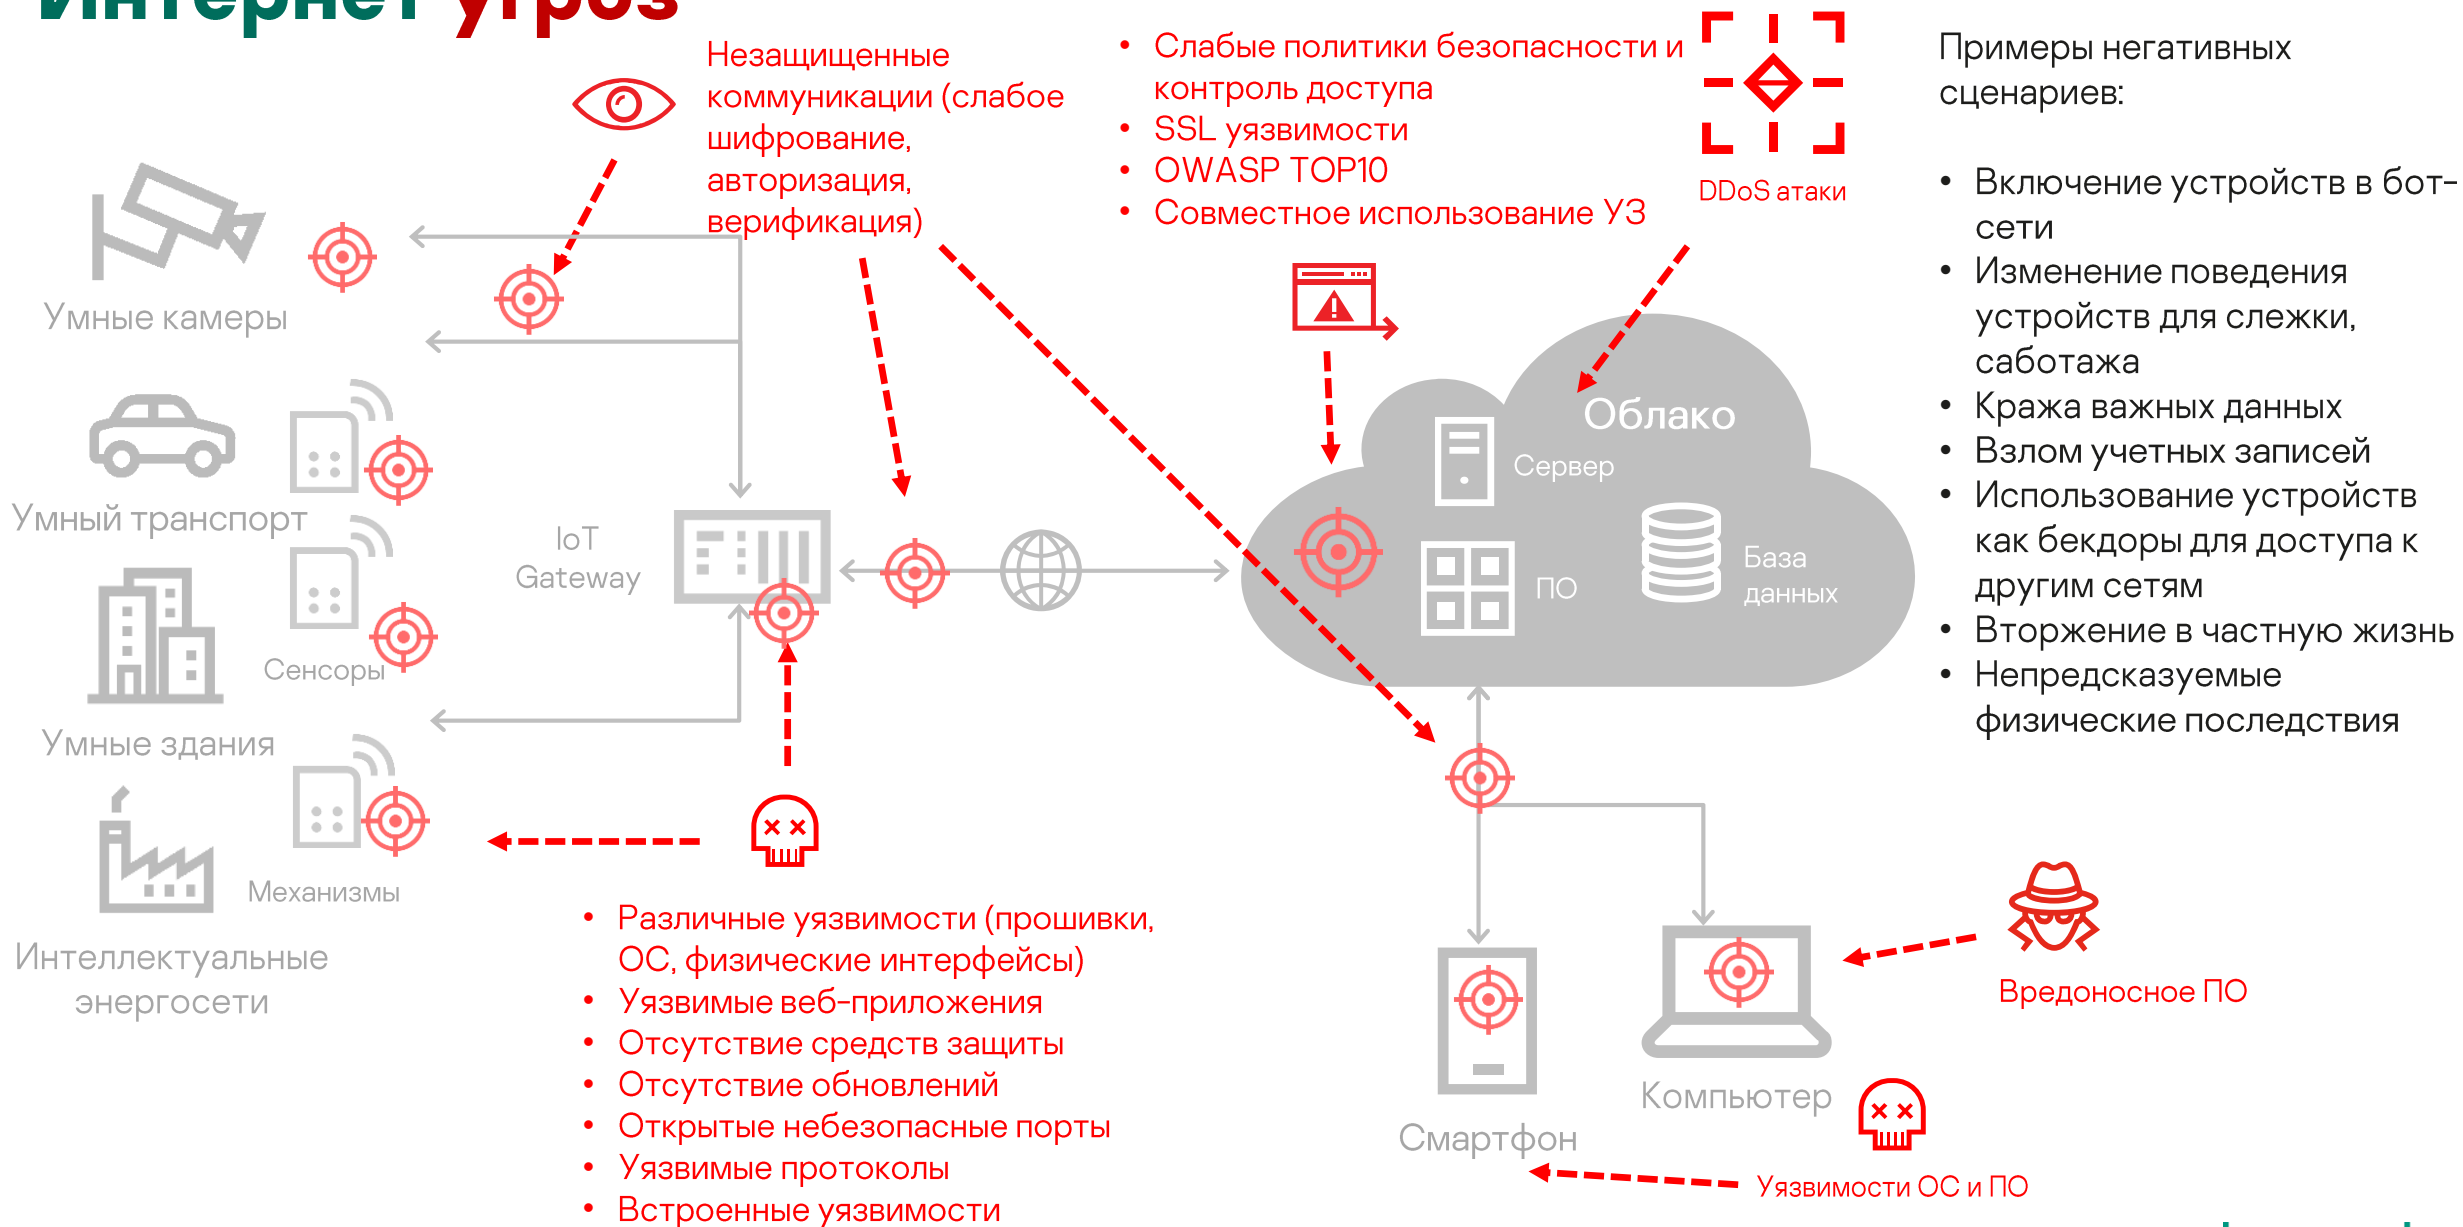 Интернет угроз
Незащищенные
коммуникации (слабое
шифрование,
авторизация,
верификация)
• Слабые политики безопасности и
контроль доступа
• SSL уязвимости
• OWASP TOP10
• Совместное использование УЗ
DDoS атаки
Примеры негативных
сценариев:
• Включение устройств в бот-
сети
• Изменение поведения
устройств для слежки,
саботажа
• Кража важных данных
• Взлом учетных записей
• Использование устройств
как бекдоры для доступа к
другим сетям
• Вторжение в частную жизнь
• Непредсказуемые
физические последствия
Умные камеры
Умный транспорт
Сенсоры
Умные здания
Механизмы
Интеллектуальные
энергосети
IoT
Gateway
Облако
Сервер
ПО
База
данных
• Различные уязвимости (прошивки,
ОС, физические интерфейсы)
• Уязвимые веб-приложения
• Отсутствие средств защиты
• Отсутствие обновлений
• Открытые небезопасные порты
• Уязвимые протоколы
• Встроенные уязвимости
Смартфон
Компьютер
Вредоносное ПО
Уязвимости ОС и ПО